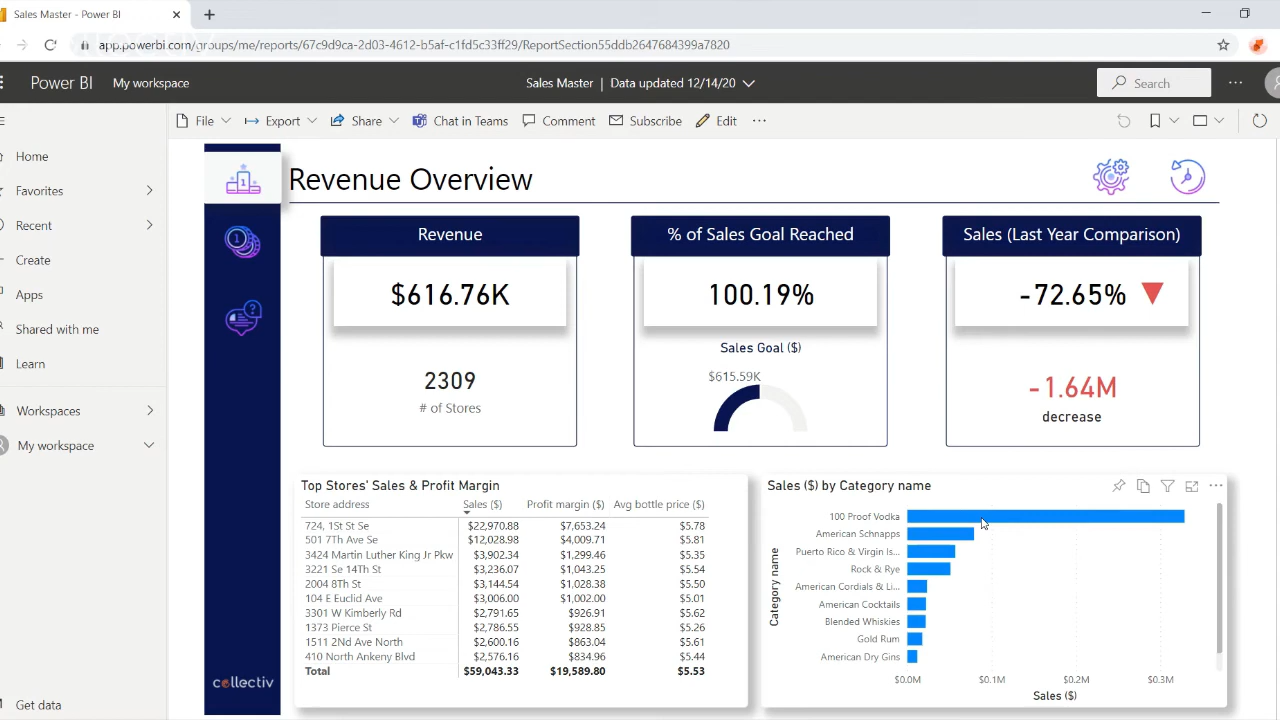 Sales Master - Power BI
app.powerbi.com/groups/me/reports/67c9d9ca-2d03-4612-b5af-c1fd5c33ff29/ReportSection55ddb2647684399a7820
Power BI My workspace
Sales Master | Data updated 12/14/20
Search
File Export Share Chat in Teams Comment Subscribe Edit
Home
Favorites
Recent
Create
Apps
Shared with me
Learn
Workspaces
My workspace
Get data
collectiv
Revenue Overview
Revenue
$616.76K
2309
# of Stores
% of Sales Goal Reached
100.19%
Sales Goal ($)
$615.59K
Sales (Last Year Comparison)
-72.65%
-1.64M
decrease
Top Stores' Sales & Profit Margin
Store address Sales ($) Profit margin ($) Avg bottle price ($)
724, 1St St Se $22,970.88 $7,653.24 $5.78
501 7Th Ave Se $12,028.98 $4,009.71 $5.81
3424 Martin Luther King Jr Pkw $3,902.34 $1,299.46 $5.35
3221 Se 14Th St $3,236.07 $1,043.25 $5.54
2004 8Th St $3,144.54 $1,028.38 $5.50
104 E Euclid Ave $3,006.00 $1,002.00 $5.01
3301 W Kimberly Rd $2,791.65 $926.91 $5.62
1373 Pierce St $2,786.55 $928.85 $5.26
1511 2Nd Ave North $2,600.16 $863.04 $5.61
410 North Ankeny Blvd $2,576.16 $834.96 $5.44
Total $59,043.33 $19,589.80 $5.53
Sales ($) by Category name
Category name
100 Proof Vodka
American Schnapps
Puerto Rico & Virgin Is...
Rock & Rye
American Cordials & Li...
American Cocktails
Blended Whiskies
Gold Rum
American Dry Gins
$0.0M $0.1M $0.2M $0.3M
Sales ($)